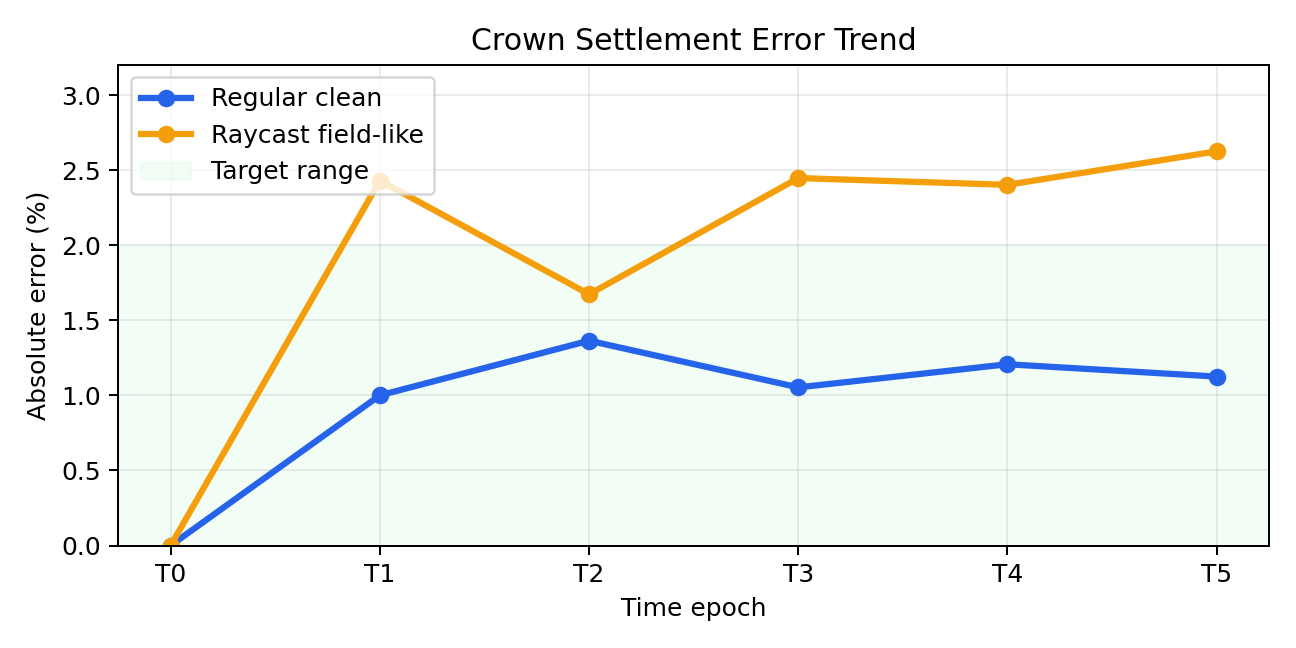 Crown Settlement Error Trend
Regular clean
Raycast field-like
Target range
Absolute error (%)
3.0
2.5
2.0
1.5
1.0
0.5
0.0
T0 T1 T2 T3 T4 T5
Time epoch